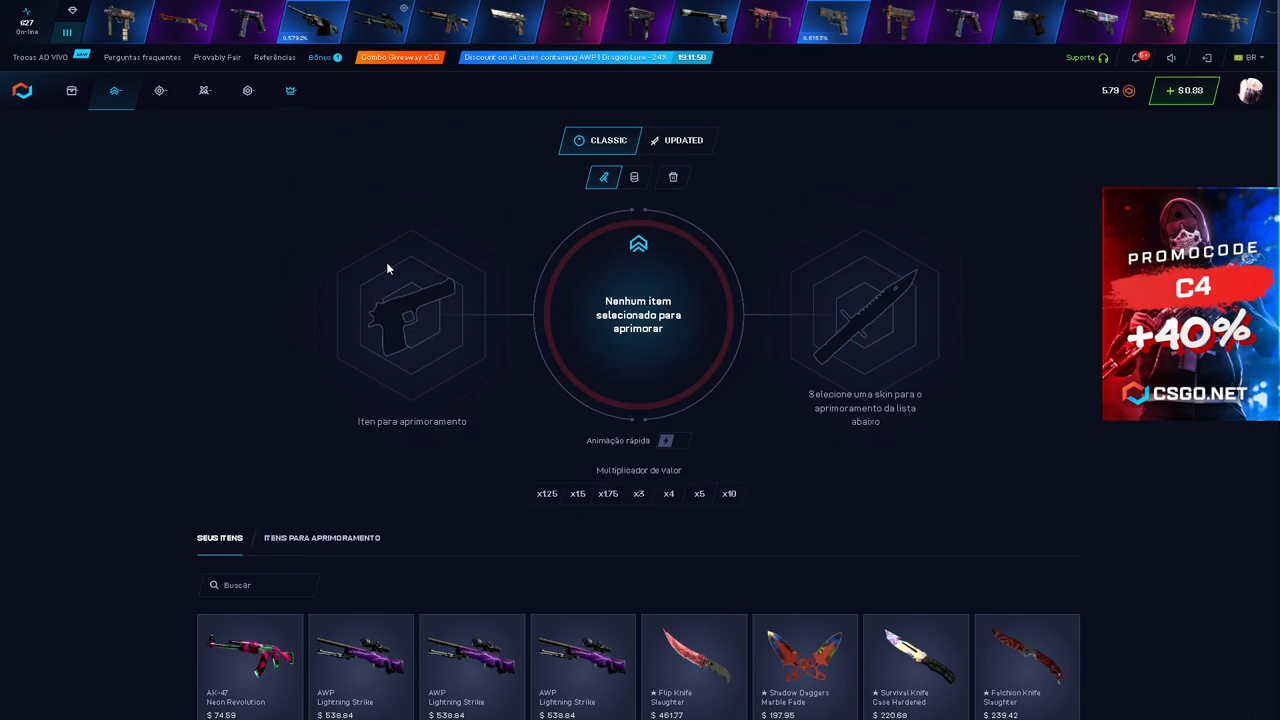 627
On-line
0.5792%
0.6153%
Trocas AO VIVO NEW
Perguntas frequentes
Provably Fair
Referências
Bônus 1
Combo Giveaway v2.0
Discount on all cases containing AWP | Dragon Lore -24% 19:11:58
Suporte
5+
BR
5.79
+ $ 0.88
CLASSIC
UPDATED
Nenhum item
selecionado para
aprimorar
Iten para aprimoramento
Selecione uma skin para o
aprimoramento da lista
abaixo
PROMOCODE
C4
+40%
CSGO.NET
Animação rápida
Multiplicador de valor
x1.25 x1.5 x1.75 x3 x4 x5 x10
SEUS ITENS / ITENS PARA APRIMORAMENTO
Buscar
AK-47
Neon Revolution
$ 74.59
AWP
Lightning Strike
$ 538.84
AWP
Lightning Strike
$ 538.84
AWP
Lightning Strike
$ 538.84
★ Flip Knife
Slaughter
$ 461.77
★ Shadow Daggers
Marble Fade
$ 197.95
★ Survival Knife
Case Hardened
$ 220.68
★ Falchion Knife
Slaughter
$ 239.42